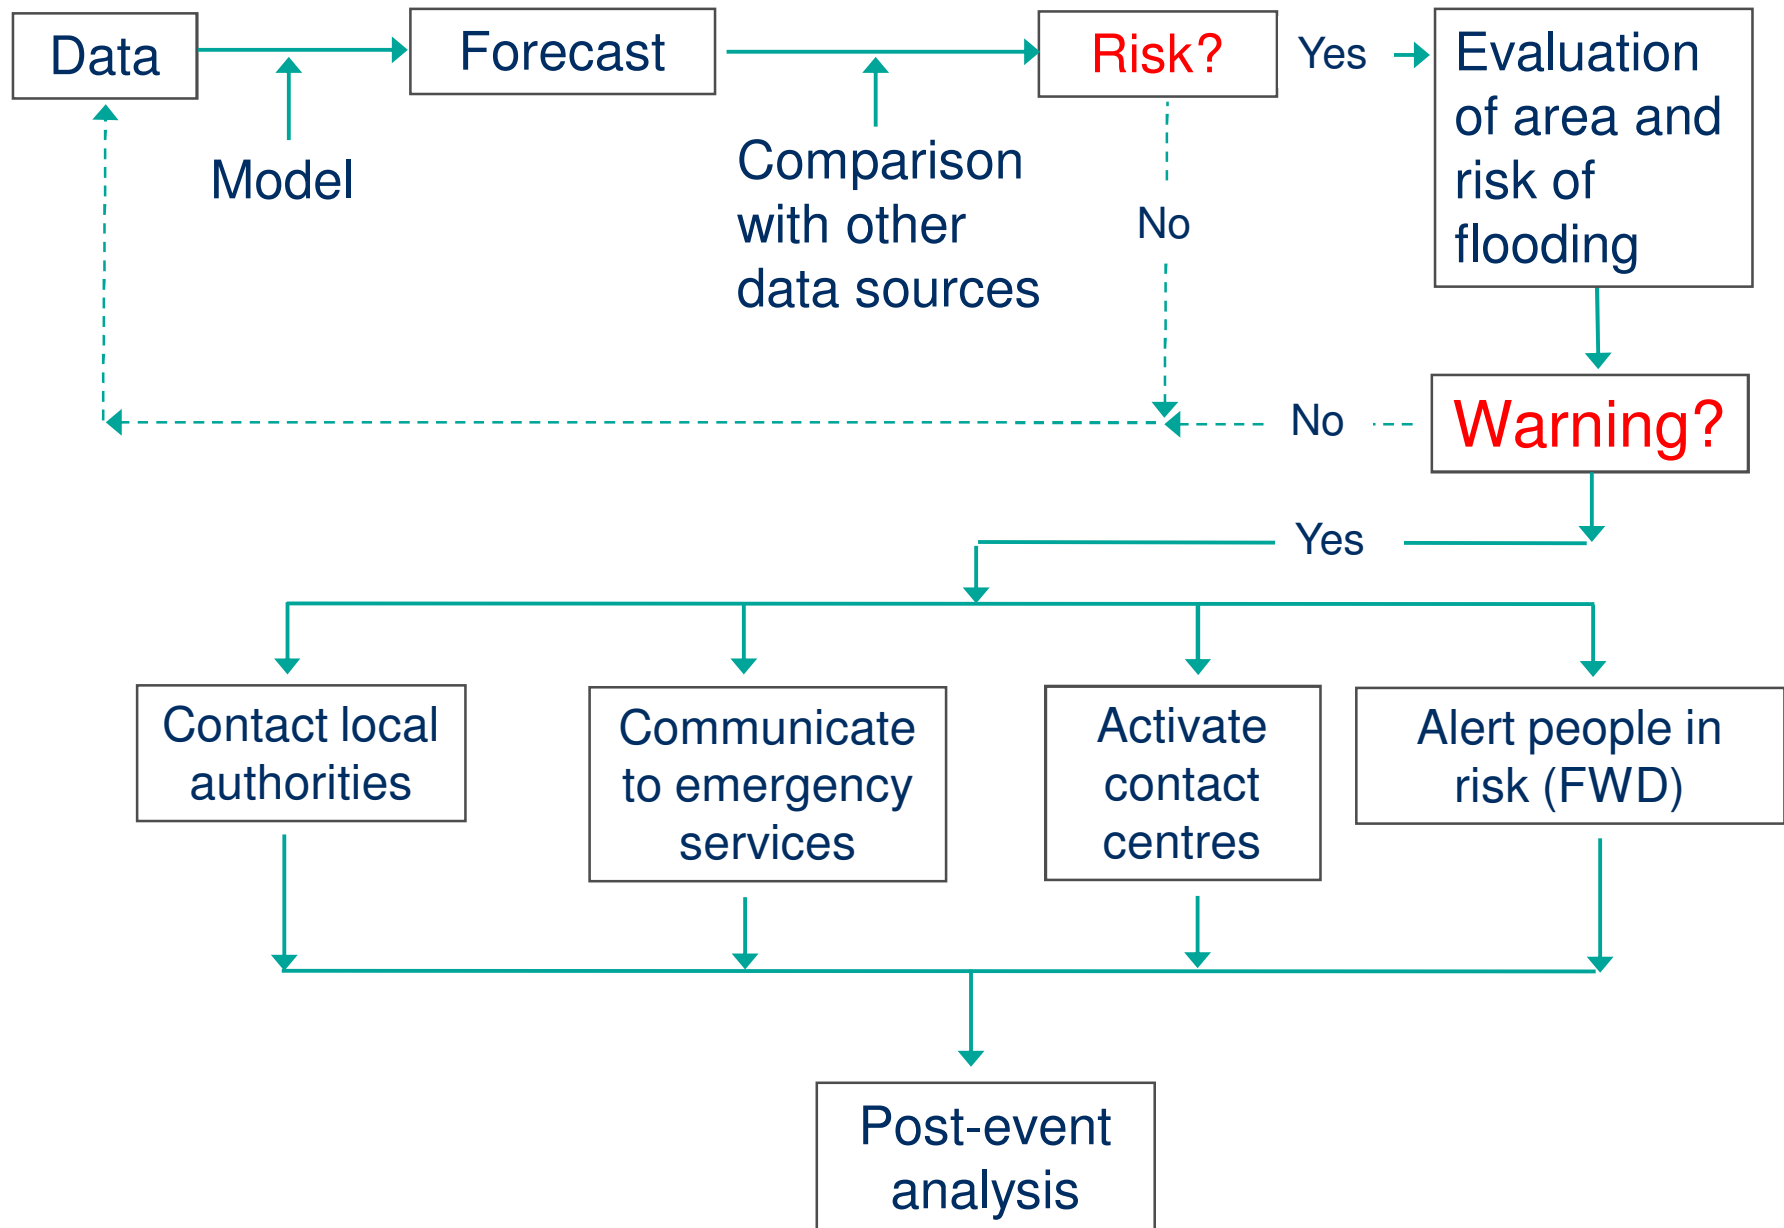 Data
Forecast
Risk?
Yes
Evaluation
of area and
risk of
flooding
Model
Comparison
with other
data sources
No
No
Warning?
Yes
Contact local
authorities
Communicate
to emergency
services
Activate
contact
centres
Alert people in
risk (FWD)
Post-event
analysis